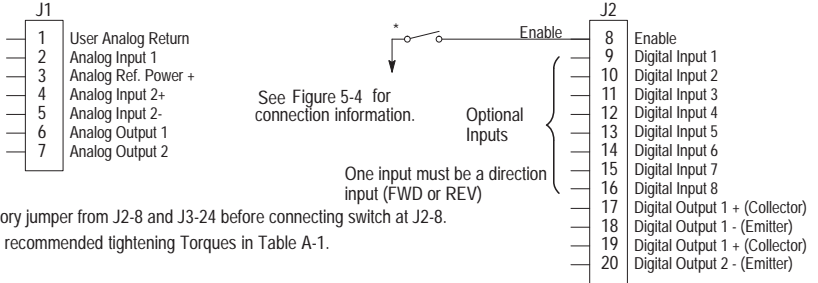 J1
1 User Analog Return
2 Analog Input 1
3 Analog Ref. Power +
4 Analog Input 2+
5 Analog Input 2-
6 Analog Output 1
7 Analog Output 2
*
Enable
See Figure 5-4 for
connection information.
Optional
Inputs
One input must be a direction
input (FWD or REV)
J2
8 Enable
9 Digital Input 1
10 Digital Input 2
11 Digital Input 3
12 Digital Input 4
13 Digital Input 5
14 Digital Input 6
15 Digital Input 7
16 Digital Input 8
17 Digital Output 1 + (Collector)
18 Digital Output 1 - (Emitter)
19 Digital Output 1 + (Collector)
20 Digital Output 2 - (Emitter)
ory jumper from J2-8 and J3-24 before connecting switch at J2-8.
recommended tightening Torques in Table A-1.